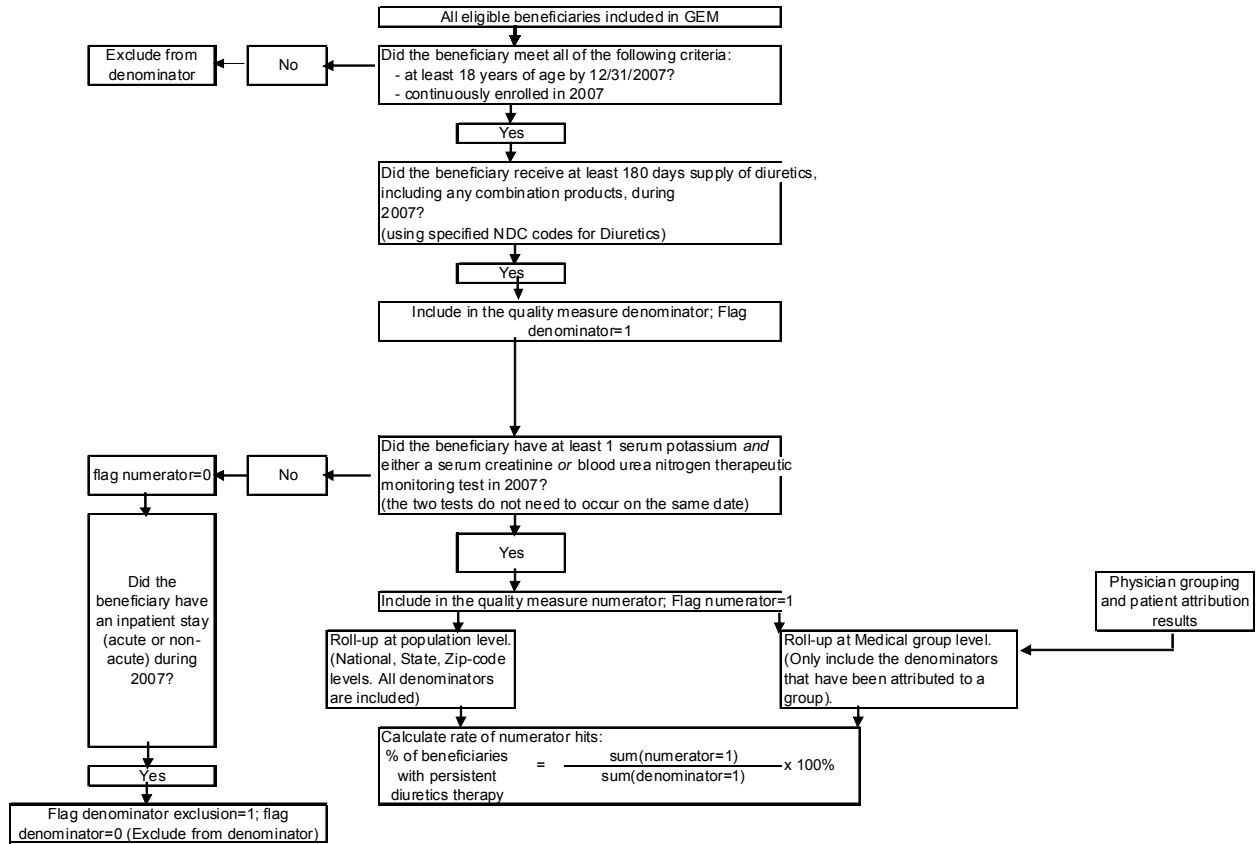 All eligible beneficiaries included in GEM
Did the beneficiary meet all of the following criteria:
- at least 18 years of age by 12/31/2007?
- continuously enrolled in 2007
No
Exclude from
denominator
Yes
Did the beneficiary receive at least 180 days supply of diuretics,
including any combination products, during
2007?
(using specified NDC codes for Diuretics)
Yes
Include in the quality measure denominator; Flag
denominator=1
Did the beneficiary have at least 1 serum potassium and
either a serum creatinine or blood urea nitrogen therapeutic
monitoring test in 2007?
(the two tests do not need to occur on the same date)
No
flag numerator=0
Did the
beneficiary have
an inpatient stay
(acute or non-
acute) during
2007?
Yes
Flag denominator exclusion=1; flag
denominator=0 (Exclude from denominator)
Yes
Include in the quality measure numerator; Flag numerator=1
Roll-up at population level.
(National, State, Zip-code
levels. All denominators
are included)
Roll-up at Medical group level.
(Only include the denominators
that have been attributed to a
group).
Physician grouping
and patient attribution
results
Calculate rate of numerator hits:
% of beneficiaries
with persistent
diuretics therapy
=
sum(numerator=1)
sum(denominator=1)
x 100%